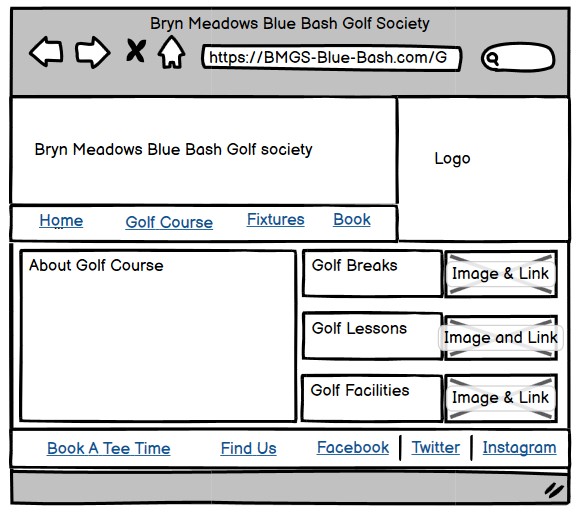 Bryn Meadows Blue Bash Golf Society
https://BMGS-Blue-Bash.com/G
Bryn Meadows Blue Bash Golf society
Logo
Home Golf Course Fixtures Book
About Golf Course
Golf Breaks
Image & Link
Golf Lessons
Image and Link
Golf Facilities
Image & Link
Book A Tee Time Find Us Facebook Twitter Instagram